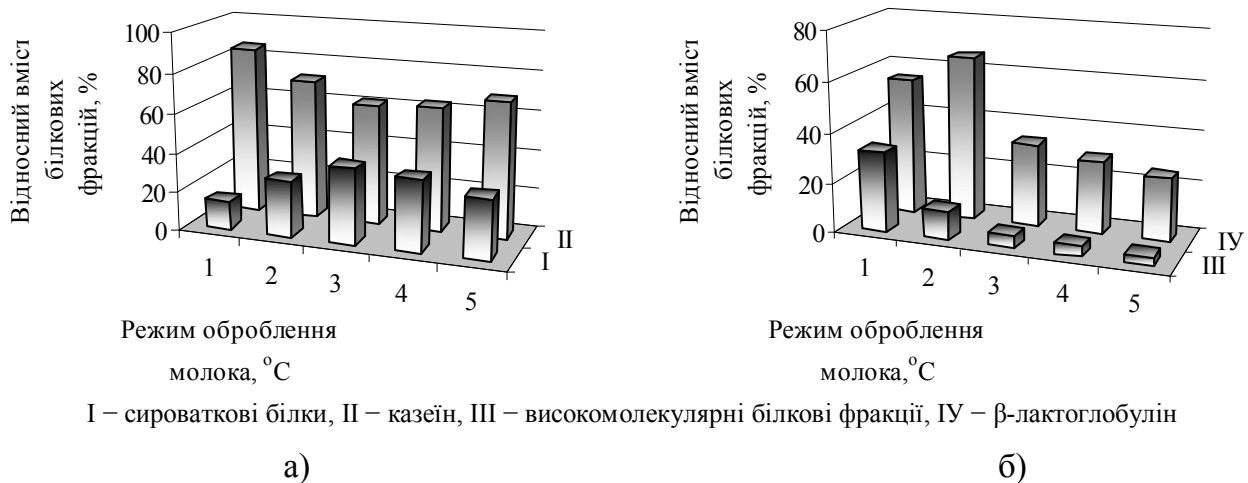 Відносний вміст
білкових
фракцій, %
100
80
60
40
20
0
1
2
3
4
5
II
I
Режим оброблення
молока, °С
Відносний вміст
білкових
фракцій, %
80
60
40
20
0
1
2
3
4
5
ІУ
III
Режим оброблення
молока,°С
I − сироваткові білки, II − казеїн, III − високомолекулярні білкові фракції, ІУ − β-лактоглобулін
а)
б)